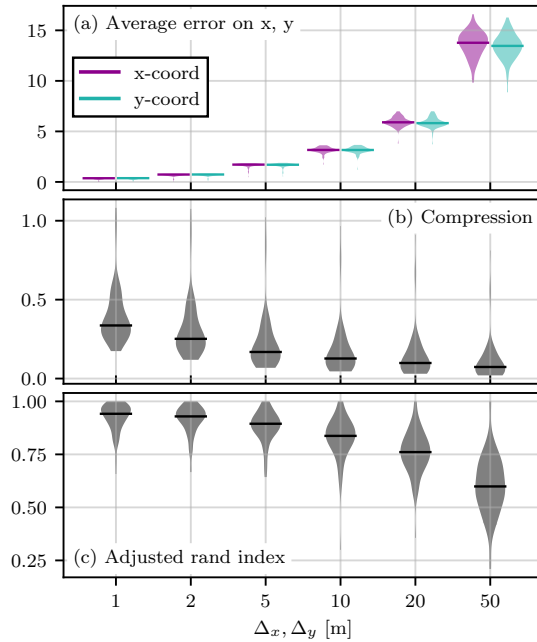 (a) Average error on x, y
x-coord
y-coord
15
10
5
0
(b) Compression
1.0
0.5
0.0
1.00
0.75
0.50
0.25
(c) Adjusted rand index
1 2 5 10 20 50
Δx, Δy [m]